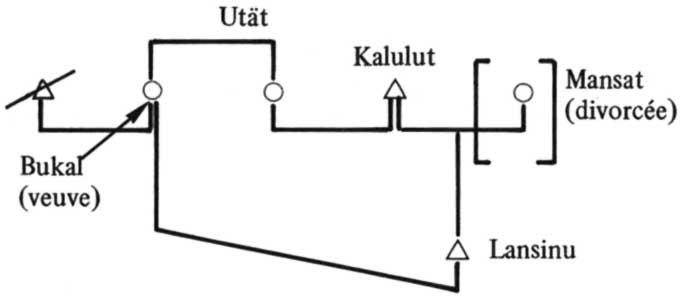 Utät
Kalulut
Mansat
(divorcée)
Bukal
(veuve)
Lansinu